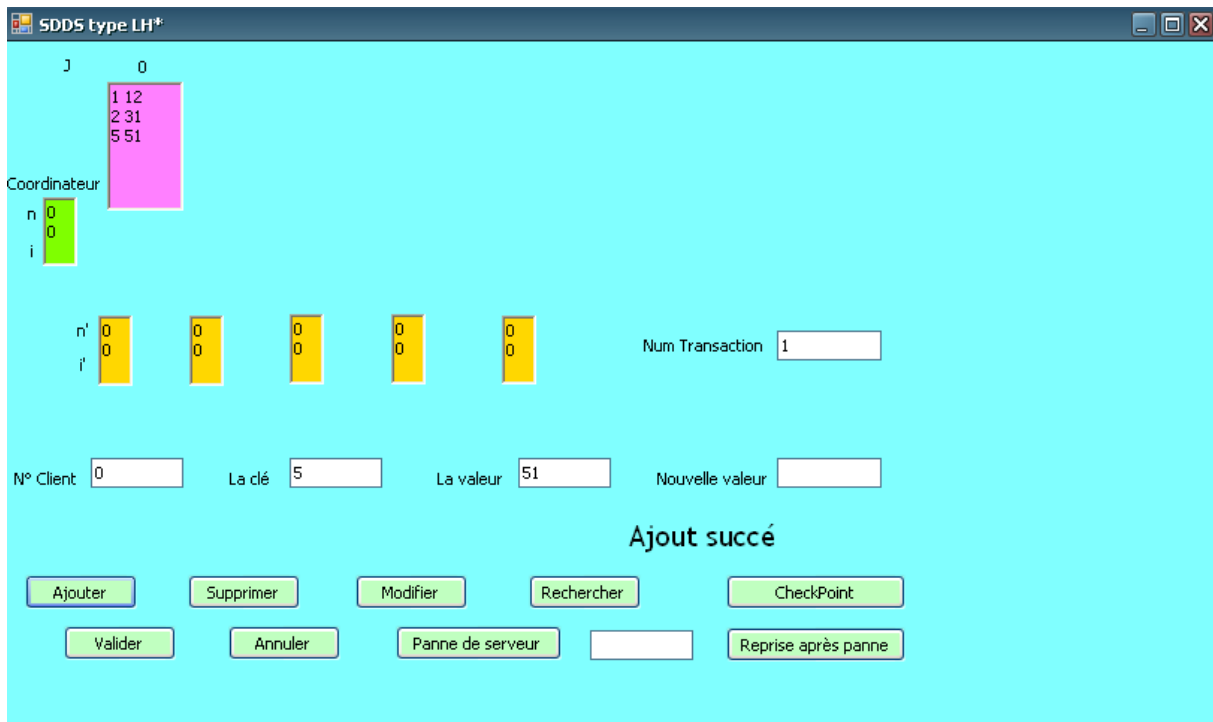 SDDS type LH*
J 0
1 12
2 31
5 51
Coordinateur
n 0
i 0
n' 0 0 0 0 0
i' 0 0 0 0 0
Num Transaction 1
N° Client 0 La clé 5 La valeur 51 Nouvelle valeur
Ajout succé
Ajouter Supprimer Modifier Rechercher CheckPoint
Valider Annuler Panne de serveur Reprise après panne